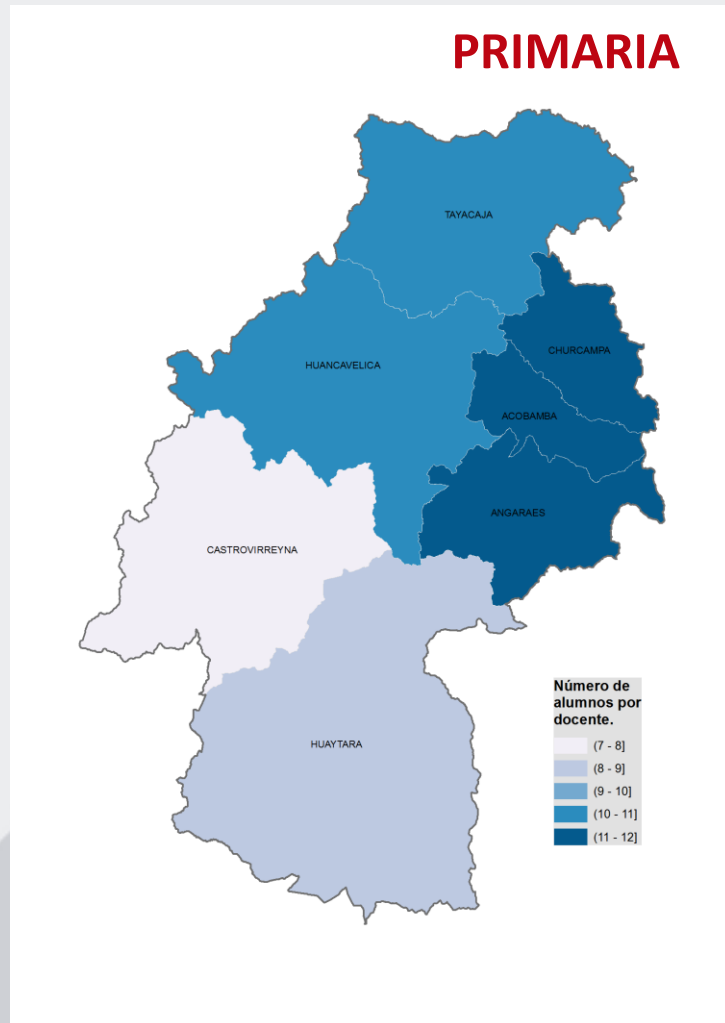 PRIMARIA
TAYACAJA
CHURCAMPA
HUANCAVELICA
ACOBAMBA
ANGARAES
CASTROVIRREYNA
HUAYTARA
Número de
alumnos por
docente.
(7 - 8]
(8 - 9]
(9 - 10]
(10 - 11]
(11 - 12]